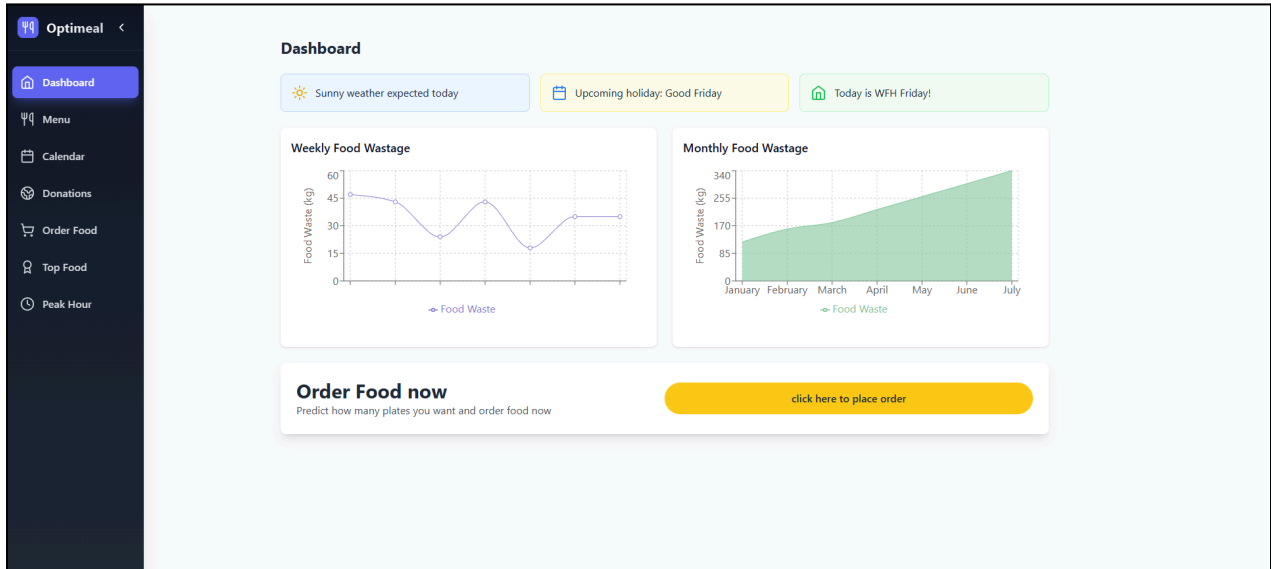 Optimeal
Dashboard
Menu
Calendar
Donations
Order Food
Top Food
Peak Hour
Dashboard
Sunny weather expected today
Upcoming holiday: Good Friday
Today is WFH Friday!
Weekly Food Wastage
Food Waste (kg)
60
45
30
15
0
Food Waste
Monthly Food Wastage
Food Waste (kg)
340
255
170
85
0
January February March April May June July
Food Waste
Order Food now
Predict how many plates you want and order food now
click here to place order